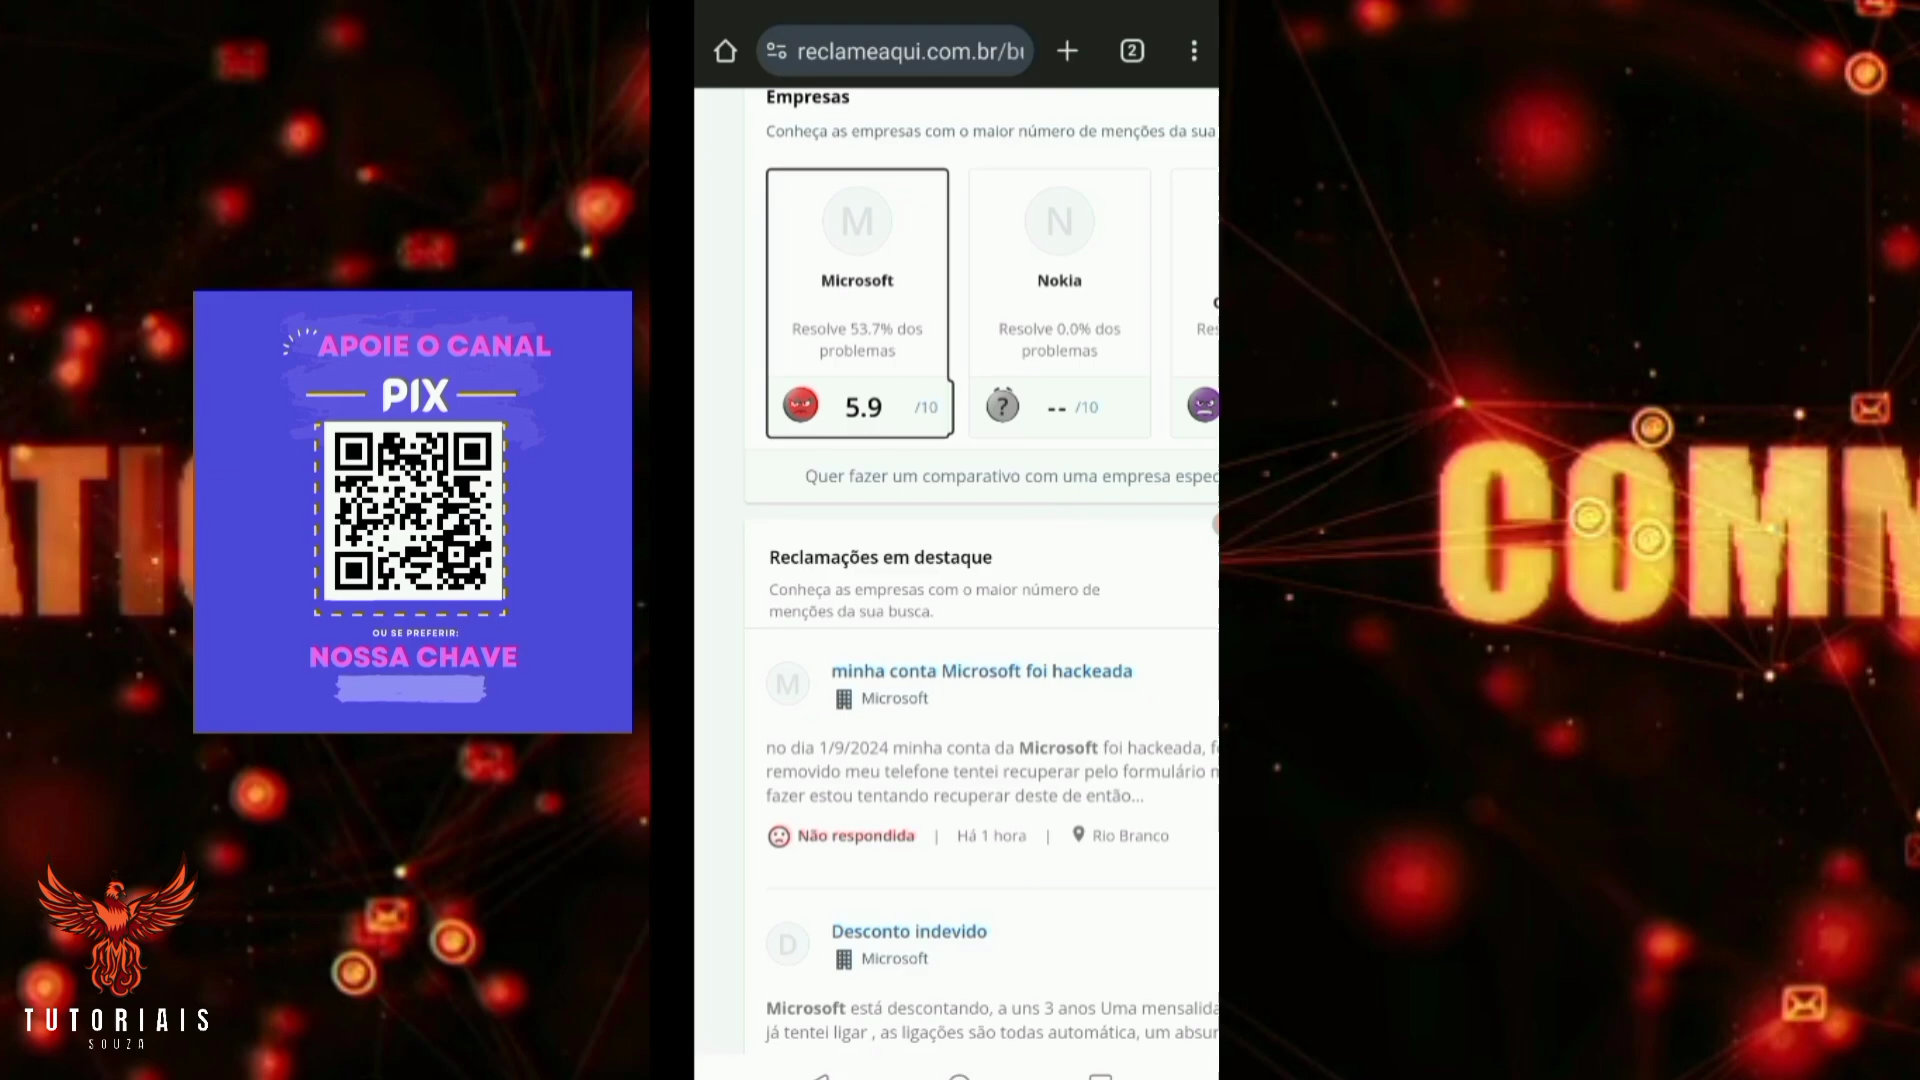 reclameaqui.com.br/bu
2
Empresas
Conheça as empresas com o maior número de menções da sua
M
Microsoft
Resolve 53.7% dos
problemas
5.9 /10
N
Nokia
Resolve 0.0% dos
problemas
?
-- /10
Quer fazer um comparativo com uma empresa espec
Reclamações em destaque
Conheça as empresas com o maior número de
menções da sua busca.
M
minha conta Microsoft foi hackeada
Microsoft
no dia 1/9/2024 minha conta da Microsoft foi hackeada, f
removido meu telefone tentei recuperar pelo formulário
fazer estou tentando recuperar deste de então...
Não respondida | Há 1 hora | Rio Branco
D
Desconto indevido
Microsoft
Microsoft está descontando, a uns 3 anos Uma mensalida
já tentei ligar , as ligações são todas automática, um absur
APOIE O CANAL
PIX
OU SE PREFERIR:
NOSSA CHAVE
TUTORIAIS
SOUZA
ATI
COMM